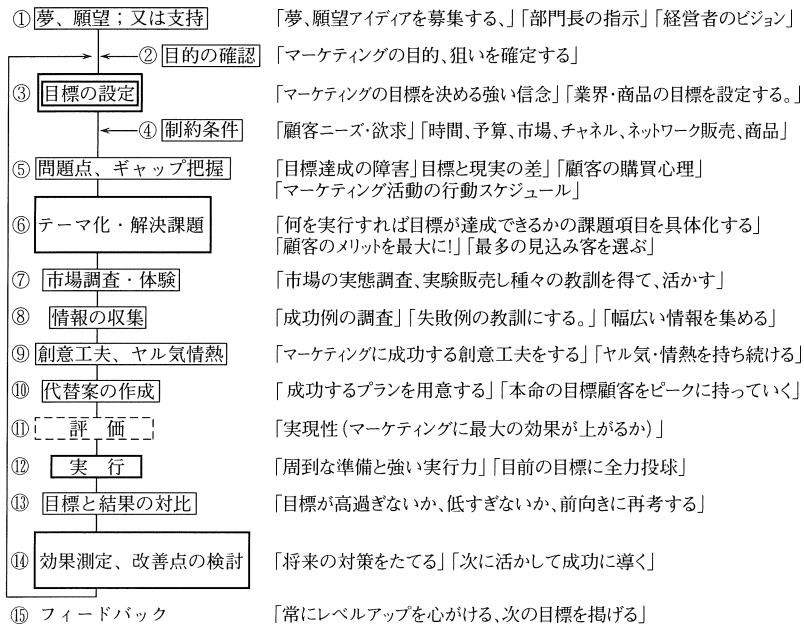 ①夢、願望；又は支持 「夢、願望アイディアを募集する、」「部門長の指示」「経営者のビジョン」
②目的の確認 「マーケティングの目的、狙いを確定する」
③目標の設定 「マーケティングの目標を決める強い信念」「業界・商品の目標を設定する。」
④制約条件 「顧客ニーズ・欲求」「時間、予算、市場、チャネル、ネットワーク販売、商品」
⑤問題点、ギャップ把握 「目標達成の障害」目標と現実の差」「顧客の購買心理」
「マーケティング活動の行動スケジュール」
⑥テーマ化・解決課題 「何を実行すれば目標が達成できるかの課題項目を具体化する」
「顧客のメリットを最大に!」「最多の見込み客を選ぶ」
⑦市場調査・体験 「市場の実態調査、実験販売し種々の教訓を得て、活かす」
⑧情報の収集 「成功例の調査」「失敗例の教訓にする。」「幅広い情報を集める」
⑨創意工夫、ヤル気情熱 「マーケティングに成功する創意工夫をする」「ヤル気・情熱を持ち続ける」
⑩代替案の作成 「成功するプランを用意する」「本命の目標顧客をピークに持っていく」
⑪評　価 「実現性（マーケティングに最大の効果が上がるか）」
⑫実　行 「周到な準備と強い実行力」「目前の目標に全力投球」
⑬目標と結果の対比 「目標が高過ぎないか、低すぎないか、前向きに再考する」
⑭効果測定、改善点の検討 「将来の対策をたてる」「次に活かして成功に導く」
⑮フィードバック 「常にレベルアップを心がける、次の目標を掲げる」